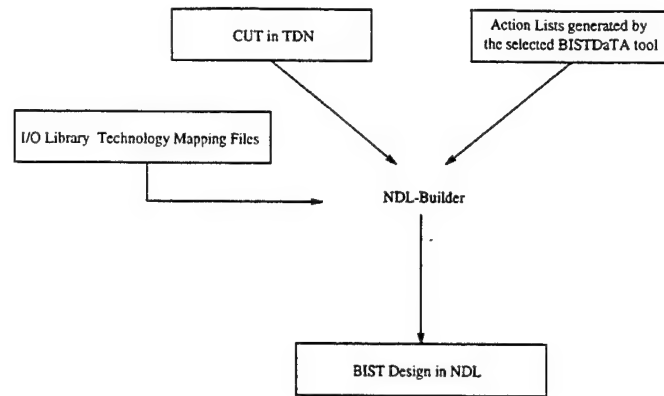 CUT in TDN
Action Lists generated by
the selected BISTDaTA tool
I/O Library Technology Mapping Files
NDL-Builder
BIST Design in NDL